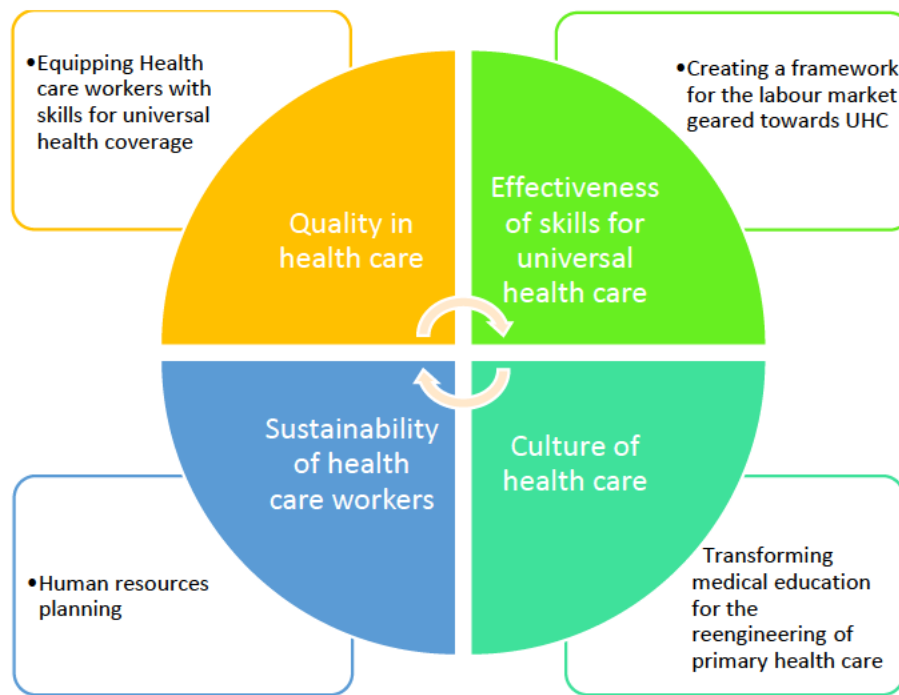 •Equipping Health
care workers with
skills for universal
health coverage
•Creating a framework
for the labour market
geared towards UHC
Quality in
health care
Effectiveness
of skills for
universal
health care
Sustainability
of health
care workers
Culture of
health care
•Human resources
planning
Transforming
medical education
for the
reengineering of
primary health care